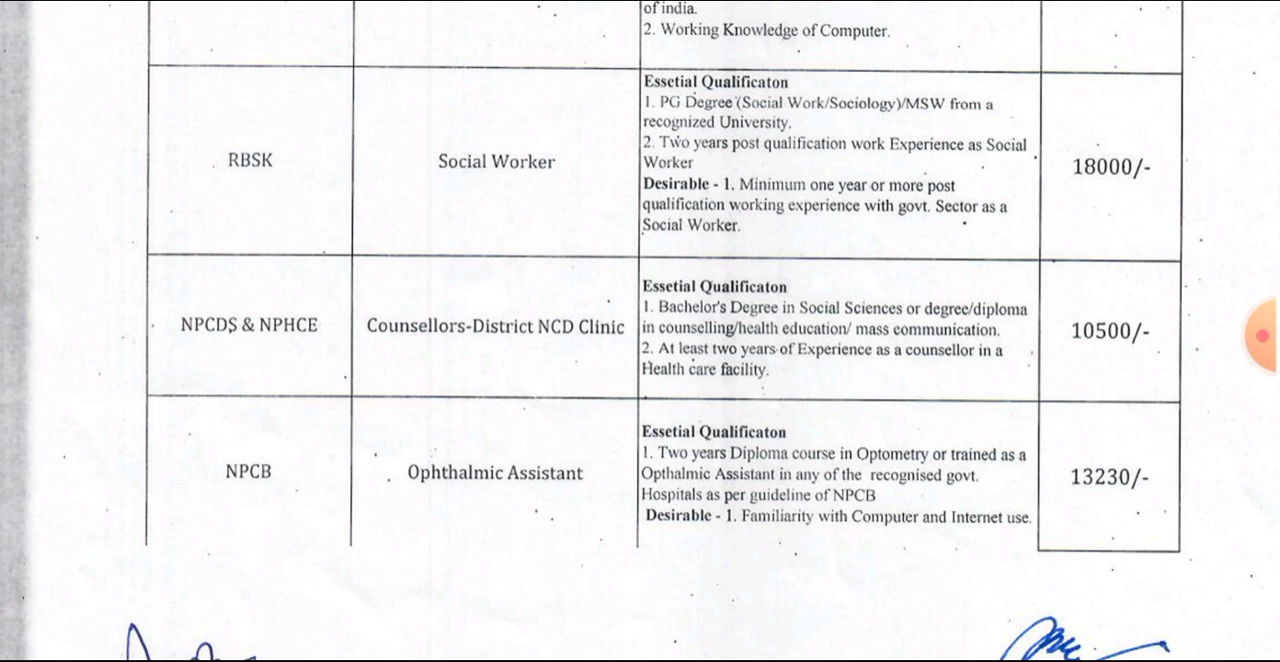 of india.
2. Working Knowledge of Computer.
RBSK
Social Worker
Essetial Qualificaton
1. PG Degree (Social Work/Sociology)/MSW from a
recognized University.
2. Two years post qualification work Experience as Social
Worker
Desirable - 1. Minimum one year or more post
qualification working experience with govt. Sector as a
Social Worker.
18000/-
NPCDS & NPHCE
Counsellors-District NCD Clinic
Essetial Qualificaton
1. Bachelor's Degree in Social Sciences or degree/diploma
in counselling/health education/ mass communication.
2. At least two years of Experience as a counsellor in a
Health care facility.
10500/-
NPCB
Ophthalmic Assistant
Essetial Qualificaton
1. Two years Diploma course in Optometry or trained as a
Opthalmic Assistant in any of the recognised govt.
Hospitals as per guideline of NPCB
Desirable - 1. Familiarity with Computer and Internet use.
13230/-